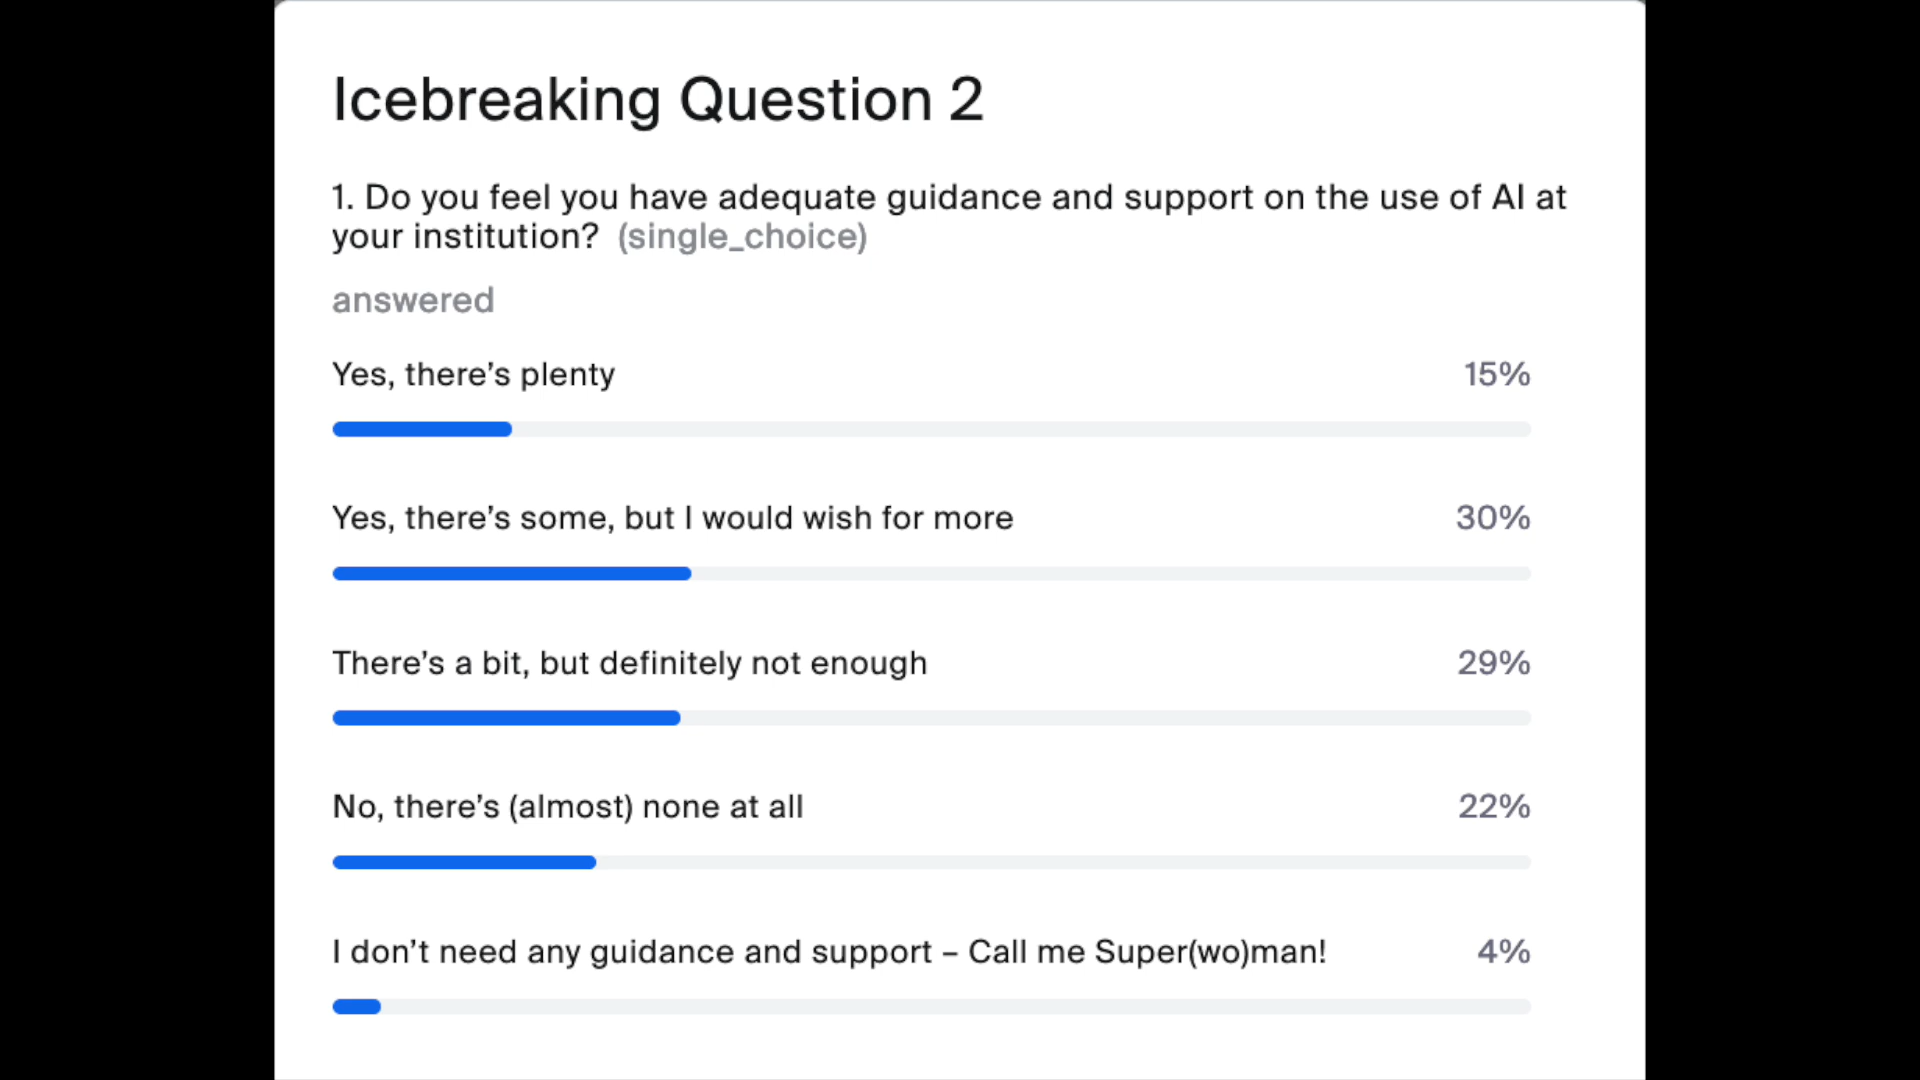 Icebreaking Question 2
1. Do you feel you have adequate guidance and support on the use of AI at
your institution? (single_choice)
answered
Yes, there’s plenty 15%
Yes, there’s some, but I would wish for more 30%
There’s a bit, but definitely not enough 29%
No, there’s (almost) none at all 22%
I don’t need any guidance and support – Call me Super(wo)man! 4%